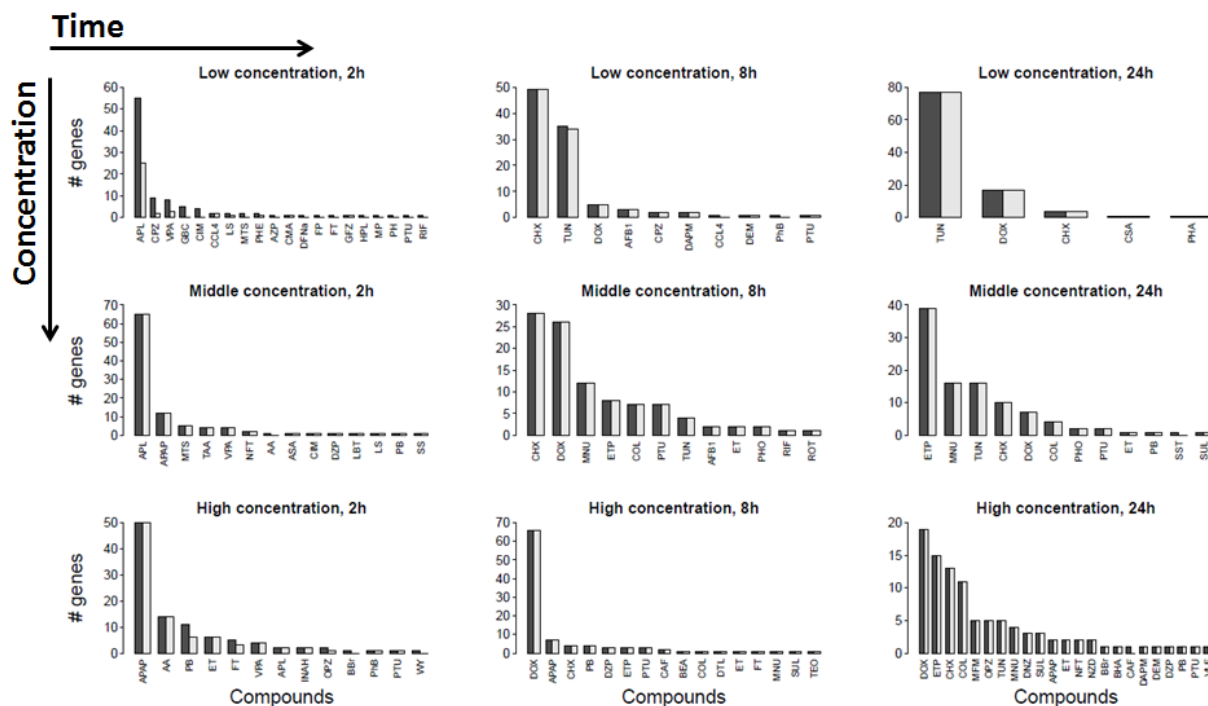 Time
Concentration
Low concentration, 2h
# genes
60
50
40
30
20
10
0
APL CPZ VPA GBC CIM CCL4 LS MTS PHE AZP CMA DFNa FP FT GFZ HPL MP PH PTU RIF
Low concentration, 8h
50
40
30
20
10
0
CHX TUN DOX AFB1 CPZ DAPM CCL4 DEM PhB PTU
Low concentration, 24h
80
60
40
20
0
TUN DOX CHX CSA PHA
Middle concentration, 2h
# genes
70
60
50
40
30
20
10
0
APL APAP MTS TAA VPA NFT AA ASA CIM DZP LBT LS PB SS
Middle concentration, 8h
30
25
20
15
10
5
0
CHX DOX MNU ETP COL PTU TUN AFB1 ET PHO RIF ROT
Middle concentration, 24h
40
30
20
10
0
ETP MNU TUN CHX DOX COL PHO PTU ET PB SST SUL
High concentration, 2h
# genes
50
40
30
20
10
0
APAP AA PB ET FT VPA APL INAH OPZ BBr PhB PTU WY
Compounds
High concentration, 8h
70
60
50
40
30
20
10
0
DOX APAP CHX PB DZP ETP PTU CAF BEA COL DTL ET FT MNU SUL TEO
Compounds
High concentration, 24h
20
15
10
5
0
DOX ETP CHX COL MFM OPZ TUN MNU DNZ SUL APAP ET NFT NZD BBr BHA CAF DAPM DEM DZP PB PTU
Compounds